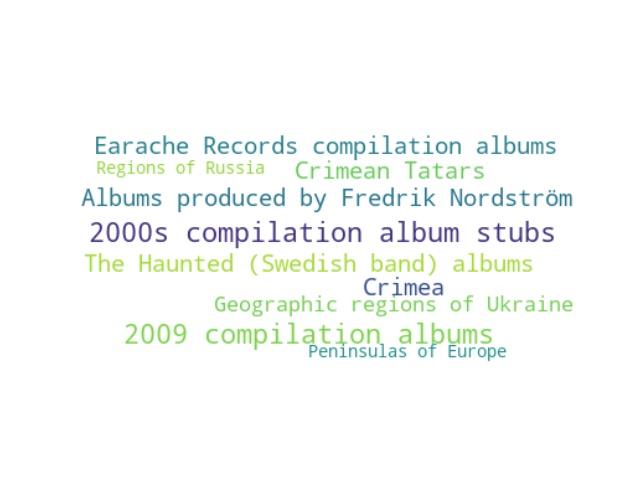 Earache Records compilation albums
Regions of Russia
Crimean Tatars
Albums produced by Fredrik Nordström
2000s compilation album stubs
The Haunted (Swedish band) albums
Crimea
Geographic regions of Ukraine
2009 compilation albums
Peninsulas of Europe